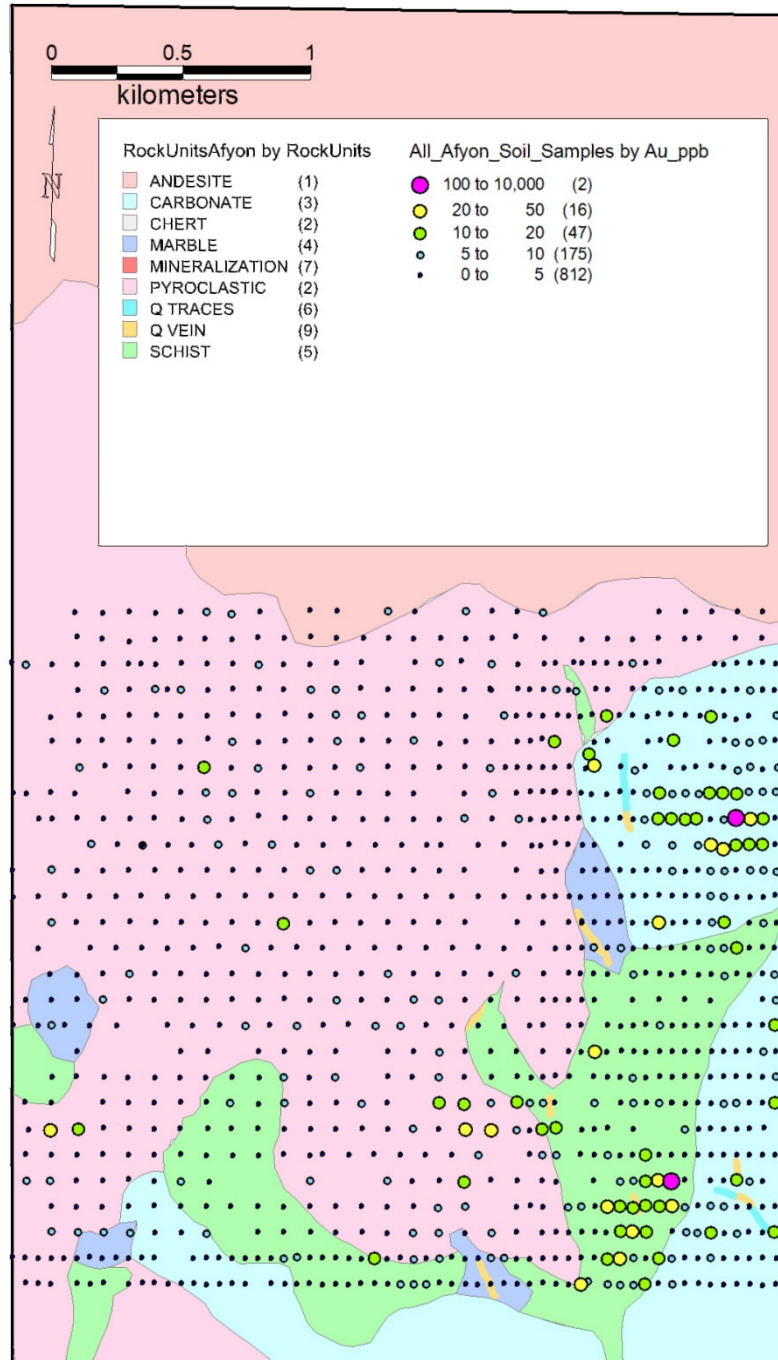 0 0.5 1
kilometers
N
RockUnitsAfyon by RockUnits
ANDESITE (1)
CARBONATE (3)
CHERT (2)
MARBLE (4)
MINERALIZATION (7)
PYROCLASTIC (2)
Q TRACES (6)
Q VEIN (9)
SCHIST (5)
All_Afyon_Soil_Samples by Au_ppb
100 to 10,000 (2)
20 to 50 (16)
10 to 20 (47)
5 to 10 (175)
0 to 5 (812)